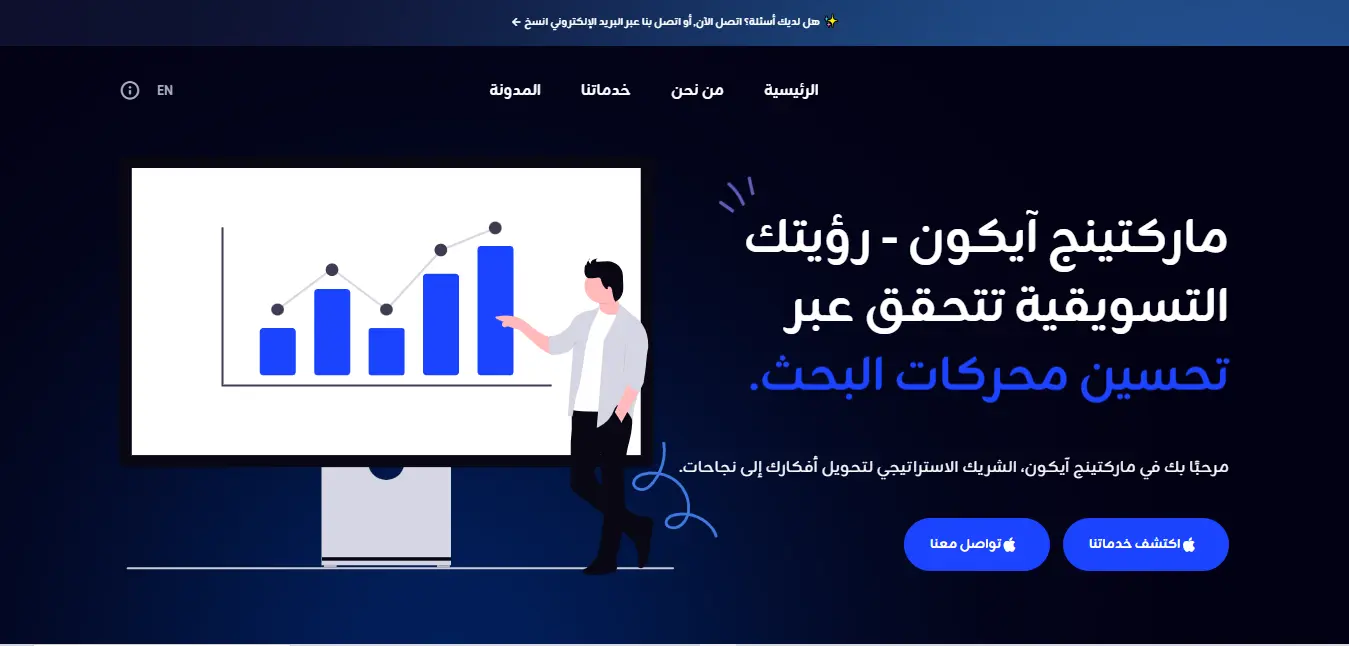 ✨ هل لديك أسئلة؟ اتصل الآن, أو اتصل بنا عبر البريد الإلكتروني انسخ ←
الرئيسية
من نحن
خدماتنا
المدونة
EN
ماركتينج آيكون - رؤيتك
التسويقية تتحقق عبر
تحسين محركات البحث.
مرحبًا بك في ماركتينج آيكون، الشريك الاستراتيجي لتحويل أفكارك إلى نجاحات.
اكتشف خدماتنا
تواصل معنا